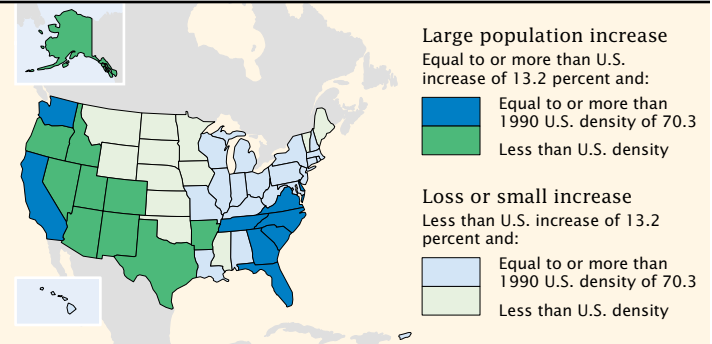 Large population increase
Equal to or more than U.S.
increase of 13.2 percent and:
Equal to or more than
1990 U.S. density of 70.3
Less than U.S. density
Loss or small increase
Less than U.S. increase of 13.2
percent and:
Equal to or more than
1990 U.S. density of 70.3
Less than U.S. density